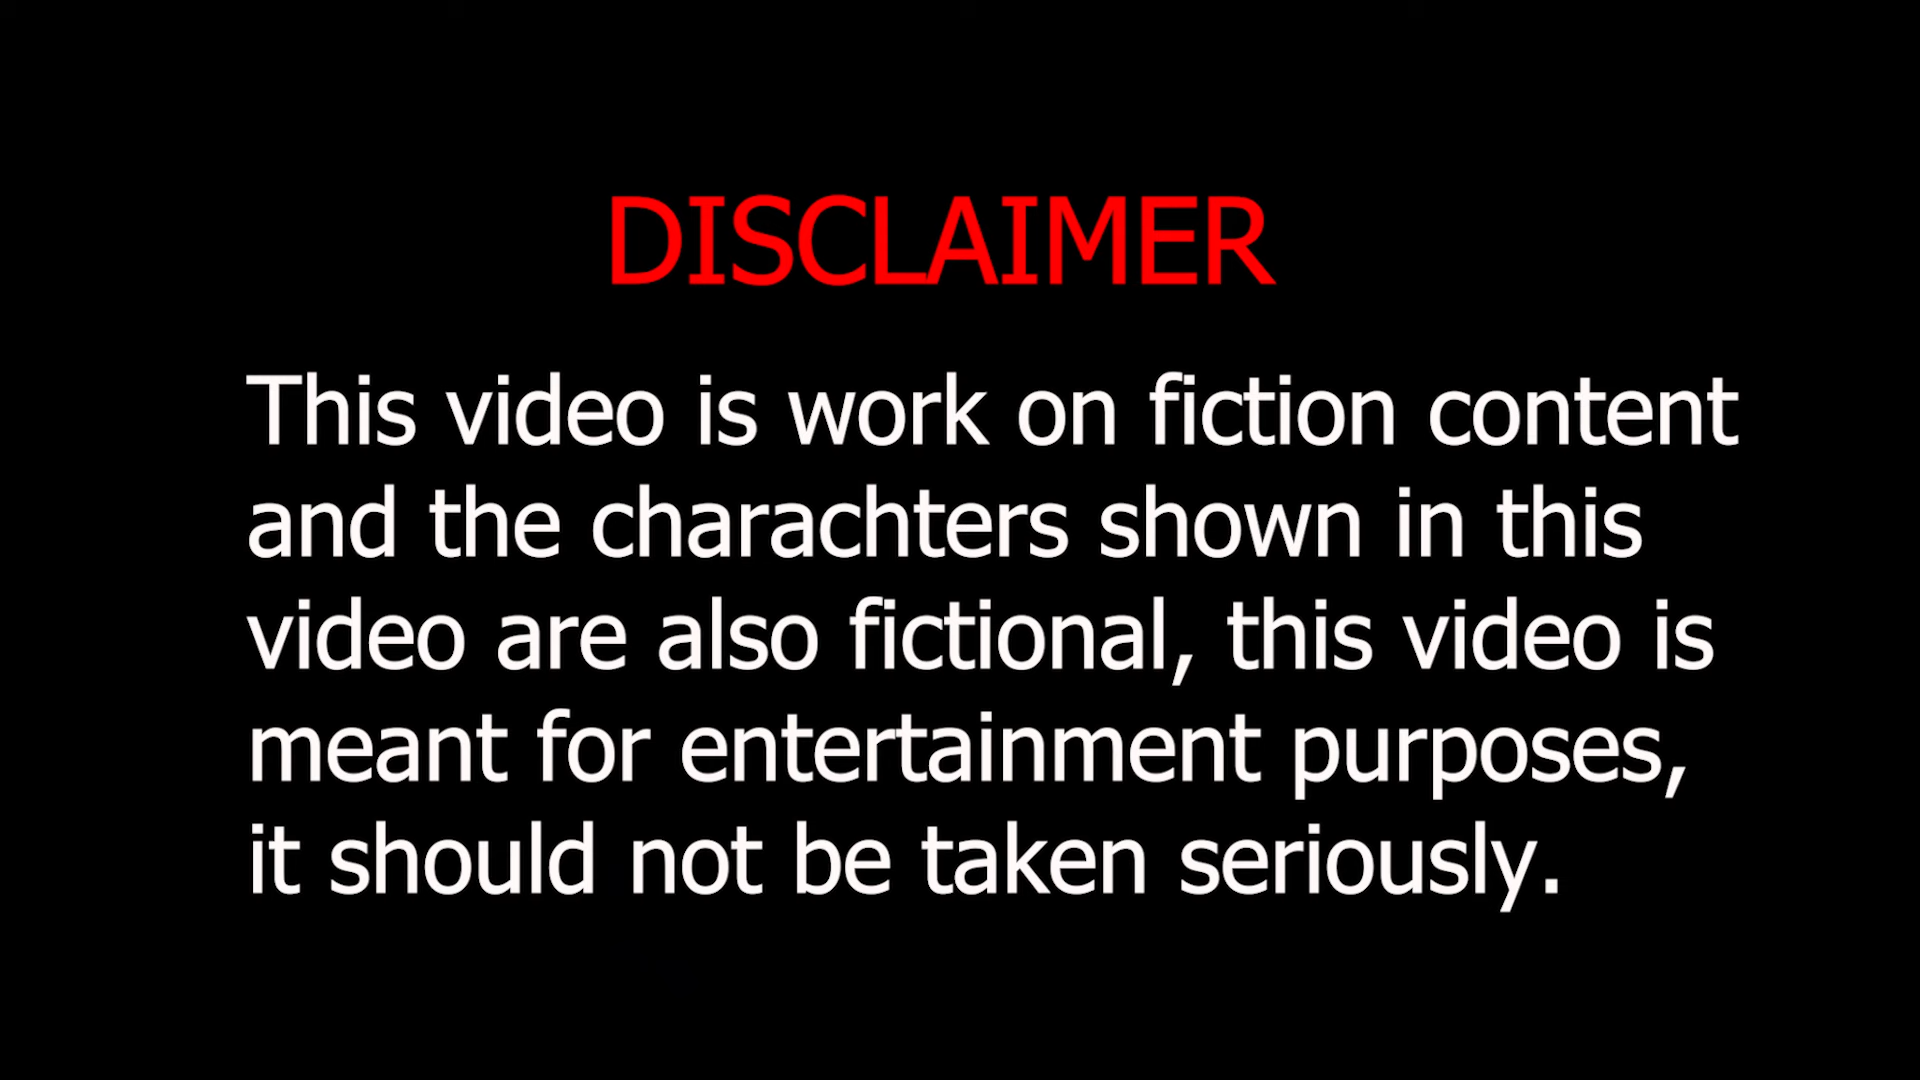 DISCLAIMER
This video is work on fiction content
and the charachters shown in this
video are also fictional, this video is
meant for entertainment purposes,
it should not be taken seriously.